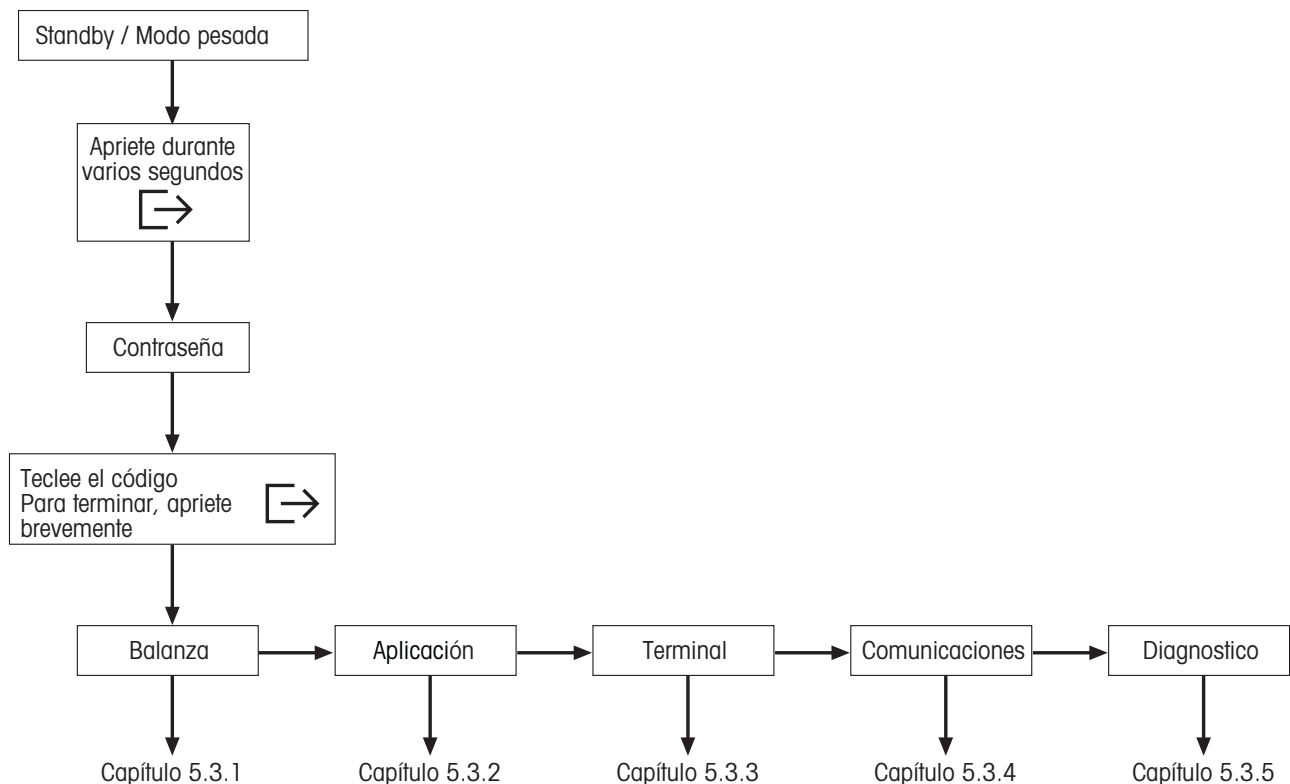 Standby / Modo pesada
Apriete durante
varios segundos
Contraseña
Teclee el código
Para terminar, apriete
brevemente
Balanza
Aplicación
Terminal
Comunicaciones
Diagnostico
Capítulo 5.3.1
Capítulo 5.3.2
Capítulo 5.3.3
Capítulo 5.3.4
Capítulo 5.3.5